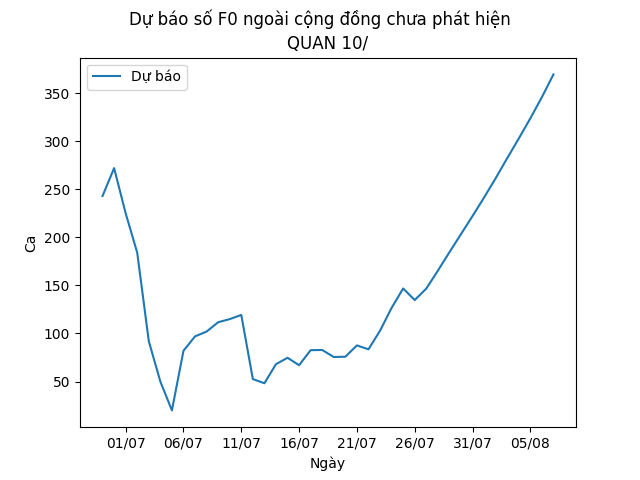 Dự báo số F0 ngoài cộng đồng chưa phát hiện
QUAN 10/
Dự báo
Ca
350
300
250
200
150
100
50
01/07 06/07 11/07 16/07 21/07 26/07 31/07 05/08
Ngày